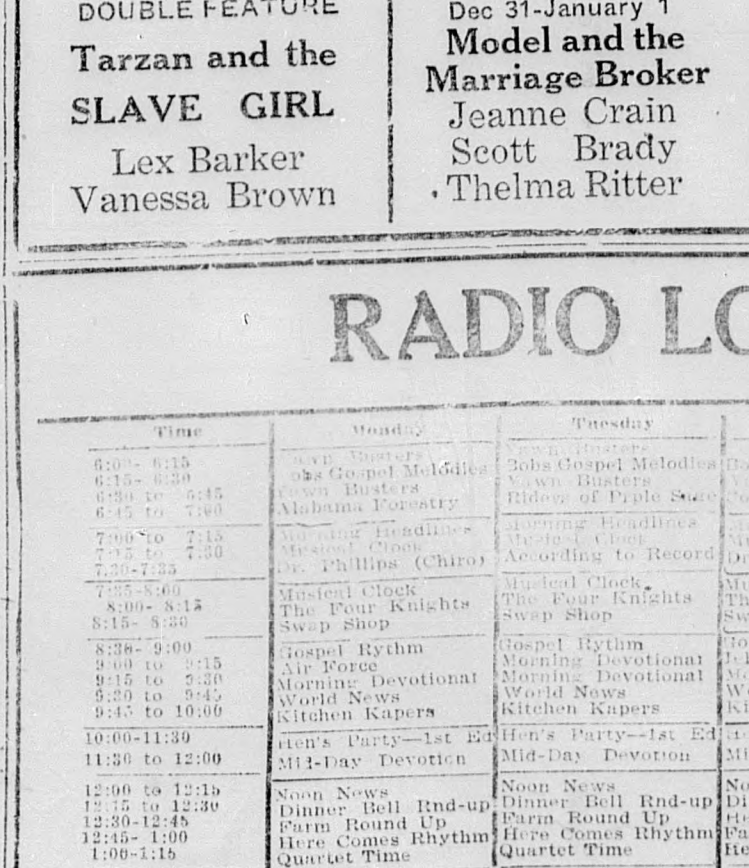 DOUBLE FEATURE
Tarzan and the
SLAVE GIRL
Lex Barker
Vanessa Brown
Dec 31-January 1
Model and the
Marriage Broker
Jeanne Crain
Scott Brady
Thelma Ritter
RADIO LO
Time Monday Tuesday
6:00- 6:15 Busters Yawn Busters
6:15- 6:30 obs Gospel Melodies Bobs Gospel Melodies
6:30 to 6:45 Yawn Busters Yawn Busters
6:45 to 7:00 Alabama Forestry Riders of Prple Sage
7:00 to 7:15 Morning Headlines Morning Headlines
7:15 to 7:30 Musical Clock Musical Clock
7.30-7:35 Dr. Phillips (Chiro) According to Record
7:35-8:00 Musical Clock Musical Clock
8:00- 8:15 The Four Knights The Four Knights
8:15- 8:30 Swap Shop Swap Shop
8:30- 9:00 Gospel Rythm Gospel Rythm
9:00 to 9:15 Air Force Morning Devotional
9:15 to 9:30 Morning Devotional Morning Devotional
9:30 to 9:45 World News World News
9:45 to 10:00 Kitchen Kapers Kitchen Kapers
10:00-11:30 Hen's Party—1st Ed Hen's Party—1st Ed
11:30 to 12:00 Mid-Day Devotion Mid-Day Devotion
12:00 to 12:15 Noon News Noon News
12:15 to 12:30 Dinner Bell Rnd-up Dinner Bell Rnd-up
12:30-12:45 Farm Round Up Farm Round Up
12:45- 1:00 Here Comes Rhythm Here Comes Rhythm
1:00-1:15 Quartet Time Quartet Time